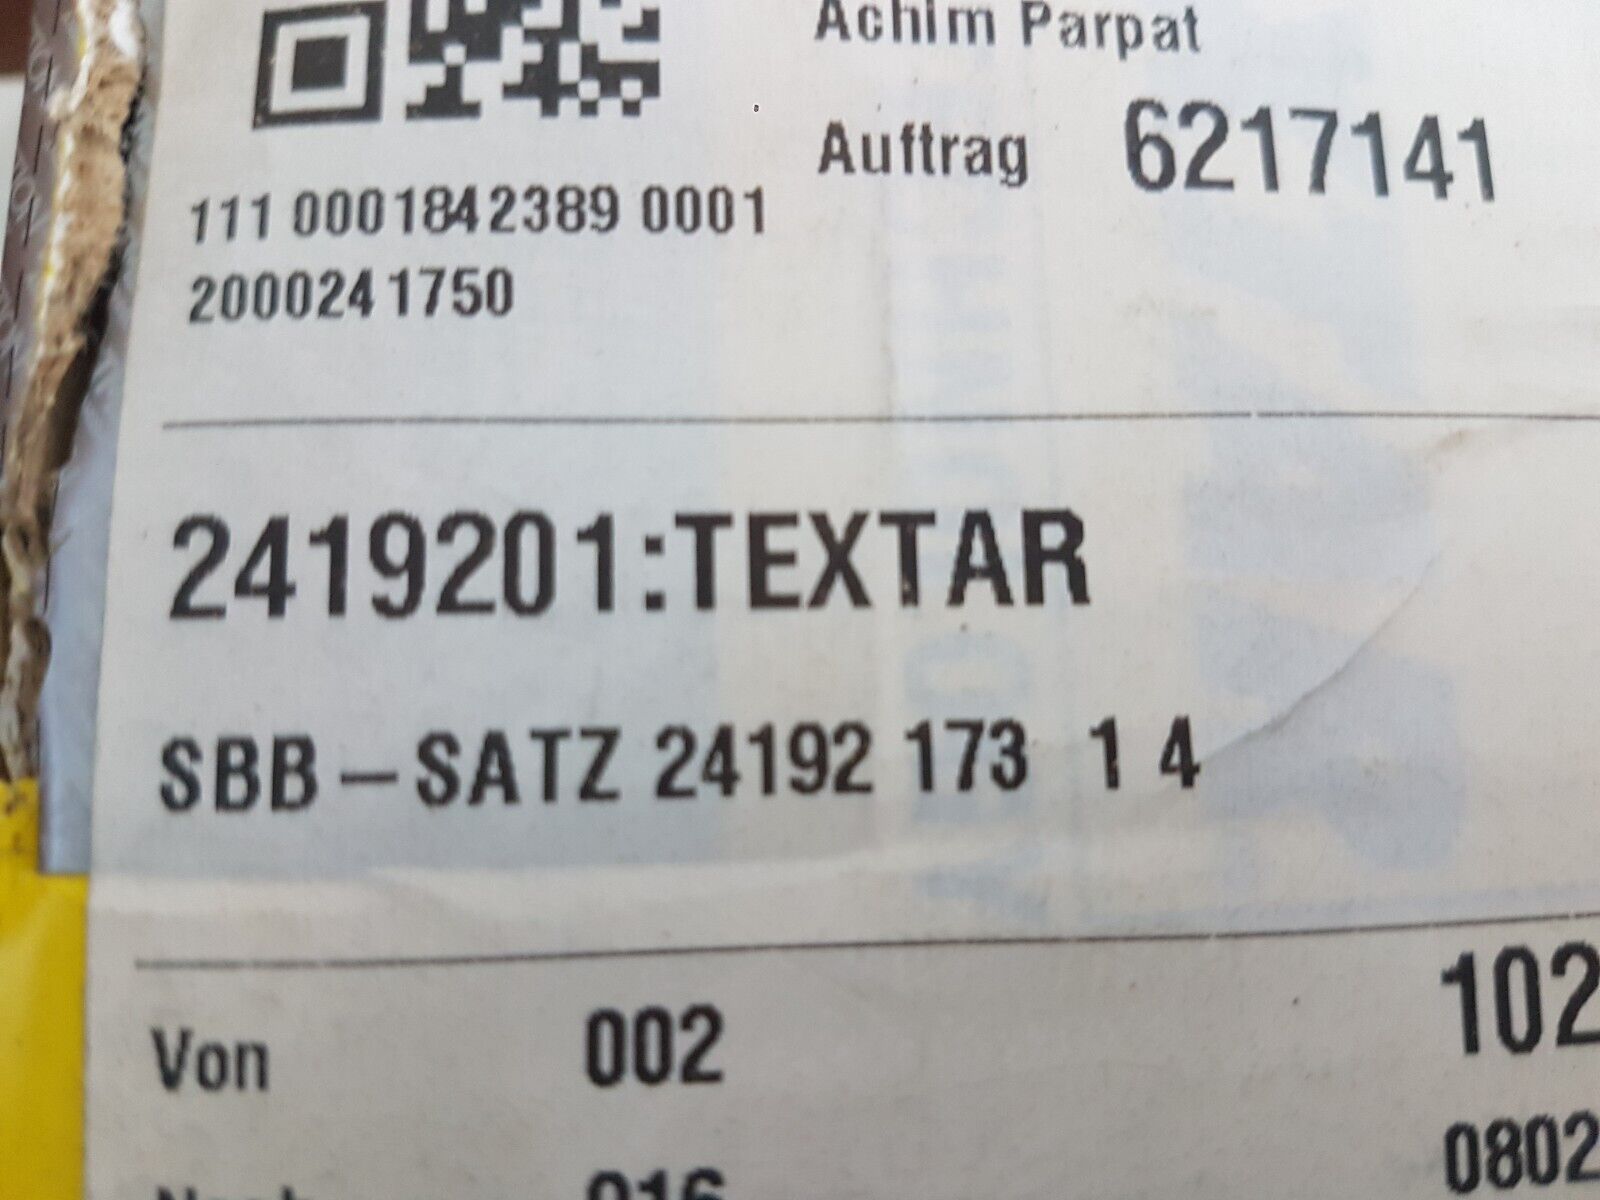 Achim Parpat
Auftrag 6217141
111 0001842389 0001
2000241750
2419201:TEXTAR
SBB-SATZ 24192 173 1 4
Von 002 102
0802
016